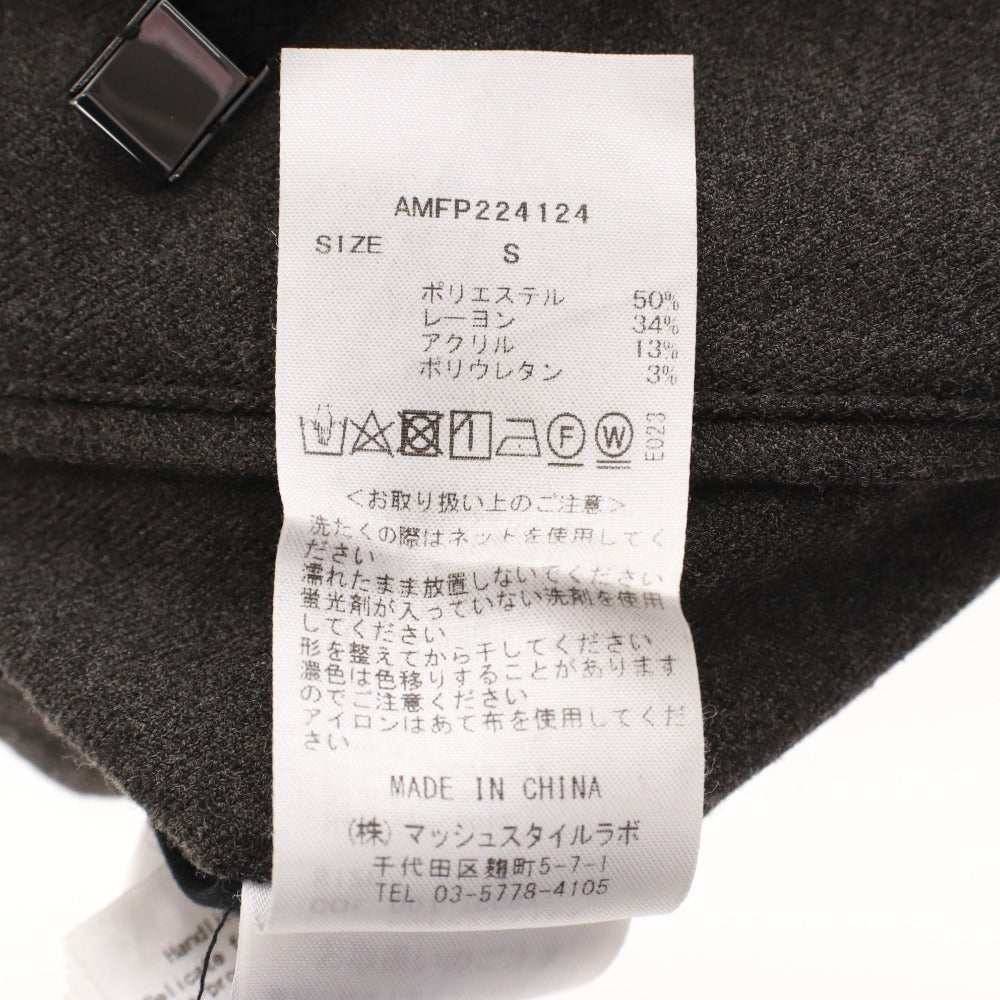 AMFP224124
SIZE S
ポリエステル 50%
レーヨン 34%
アクリル 13%
ポリウレタン 3%
F W E023
<お取り扱い上のご注意>
洗たくの際はネットを使用してく
ださい
濡れたまま放置しないでください
蛍光剤が入っていない洗剤を使用
してください
形を整えてから干してください
濃色は色移りすることがあります
のでご注意ください
アイロンはあて布を使用してくだ
さい
MADE IN CHINA
(株)マッシュスタイルラボ
千代田区麹町5-7-1
TEL 03-5778-4105